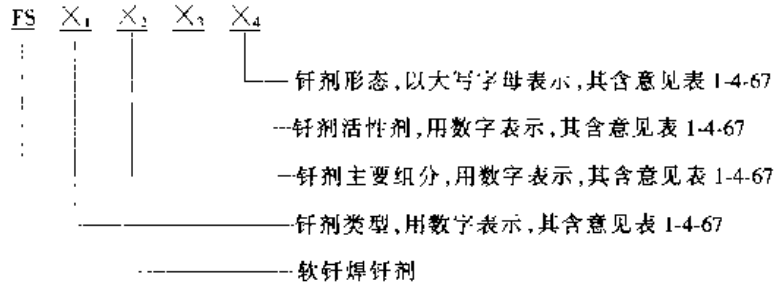 FS X₁ X₂ X₃ X₄
钎剂形态,以大写字母表示,其含意见表 1-4-67
钎剂活性剂,用数字表示,其含意见表 1-4-67
钎剂主要组分,用数字表示,其含意见表 1-4-67
钎剂类型,用数字表示,其含意见表 1-4-67
软钎焊钎剂